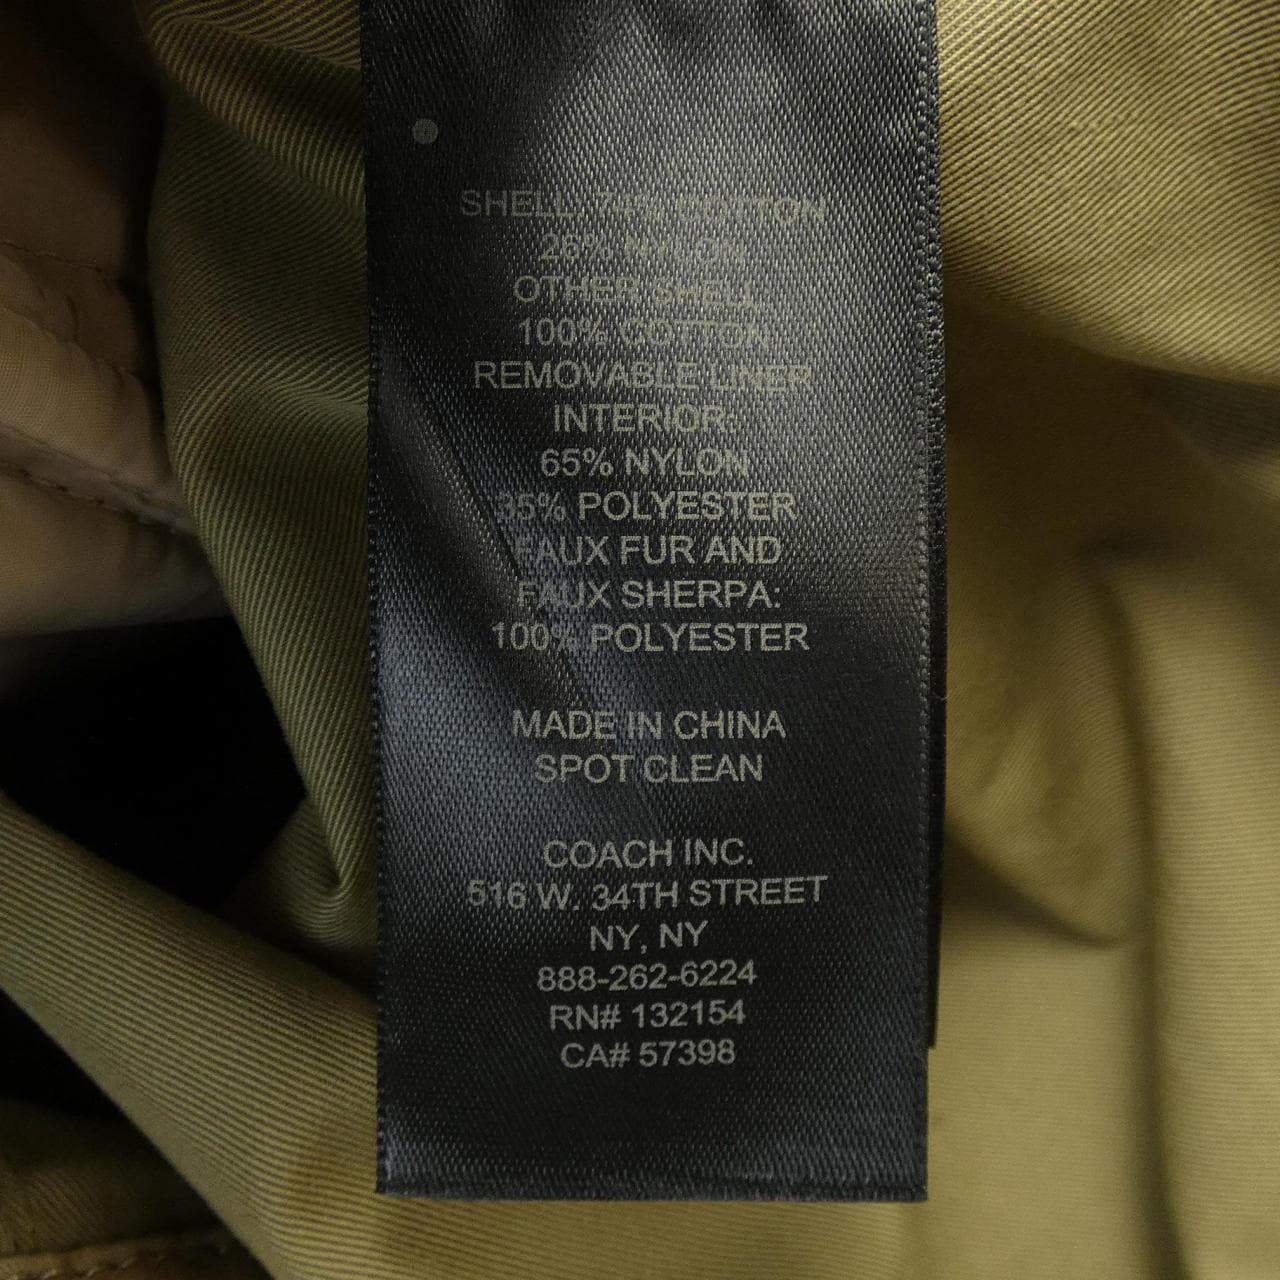 SHELL: 74% COTTON
26% NYLON
OTHER SHELL
100% COTTON
REMOVABLE LINER
INTERIOR:
65% NYLON
35% POLYESTER
FAUX FUR AND
FAUX SHERPA:
100% POLYESTER
MADE IN CHINA
SPOT CLEAN
COACH INC.
516 W. 34TH STREET
NY, NY
888-262-6224
RN# 132154
CA# 57398